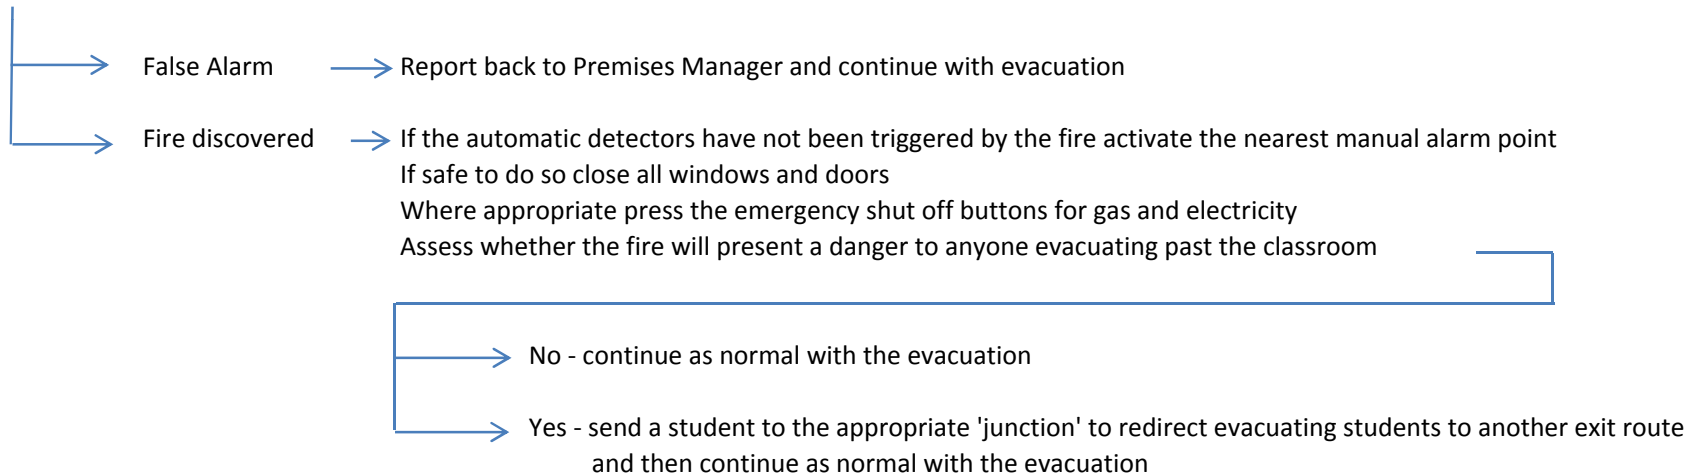 False Alarm Report back to Premises Manager and continue with evacuation
Fire discovered If the automatic detectors have not been triggered by the fire activate the nearest manual alarm point
If safe to do so close all windows and doors
Where appropriate press the emergency shut off buttons for gas and electricity
Assess whether the fire will present a danger to anyone evacuating past the classroom
No - continue as normal with the evacuation
Yes - send a student to the appropriate 'junction' to redirect evacuating students to another exit route
and then continue as normal with the evacuation